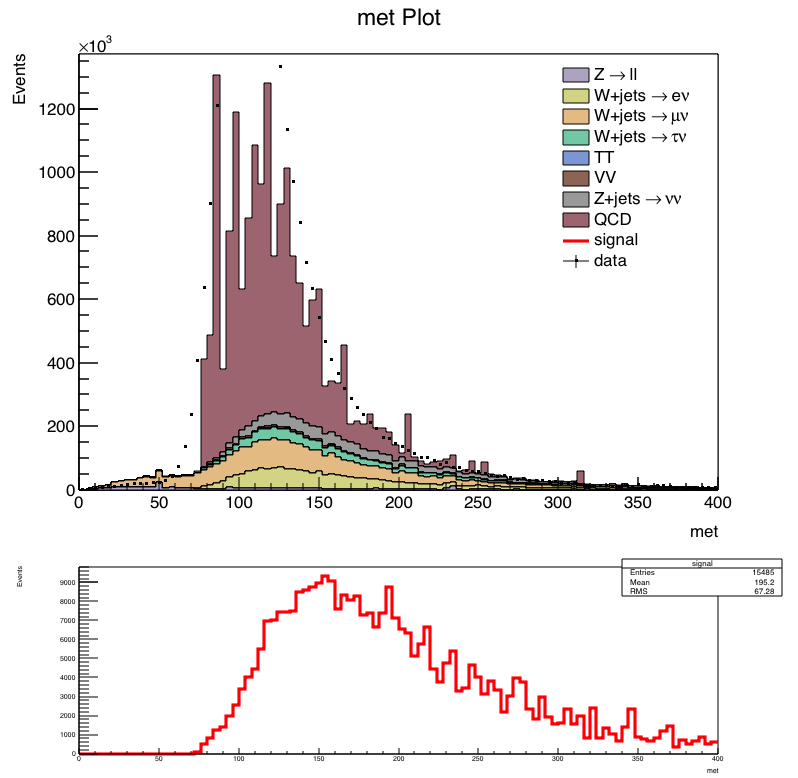 met Plot
×10³
Events
1200
1000
800
600
400
200
0
0 50 100 150 200 250 300 350 400
met
Z → ll
W+jets → eν
W+jets → μν
W+jets → τν
TT
VV
Z+jets → νν
QCD
signal
data
Events
9000
8000
7000
6000
5000
4000
3000
2000
1000
0
0 50 100 150 200 250 300 350 400
met
signal
Entries 15485
Mean 195.2
RMS 67.28